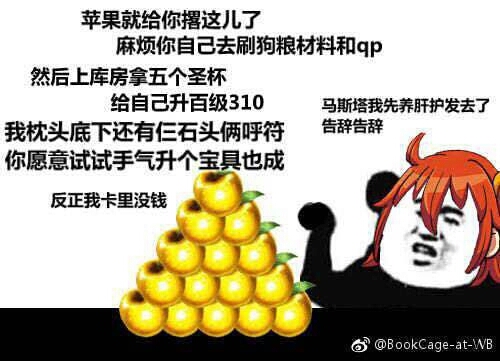 苹果就给你撂这儿了
麻烦你自己去刷狗粮材料和qp
然后上库房拿五个圣杯
给自己升百级310
我枕头底下还有仨石头俩呼符
你愿意试试手气升个宝具也成
反正我卡里没钱
马斯塔我先养肝护发去了
告辞告辞
@BookCage-at-WB